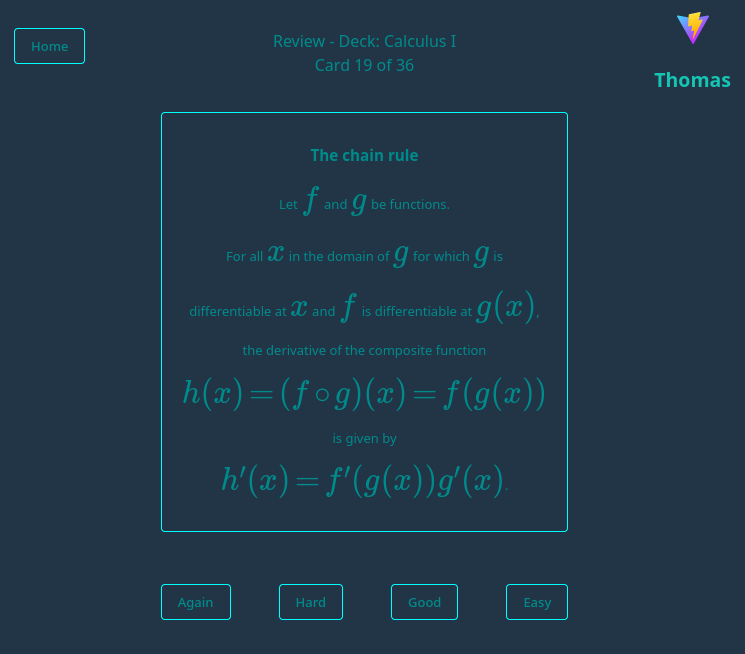 Home
Review - Deck: Calculus I
Card 19 of 36
Thomas
The chain rule
Let f and g be functions.
For all x in the domain of g for which g is
differentiable at x and f is differentiable at g(x),
the derivative of the composite function
h(x) = (f ∘ g)(x) = f(g(x))
is given by
h′(x) = f′(g(x))g′(x).
Again
Hard
Good
Easy